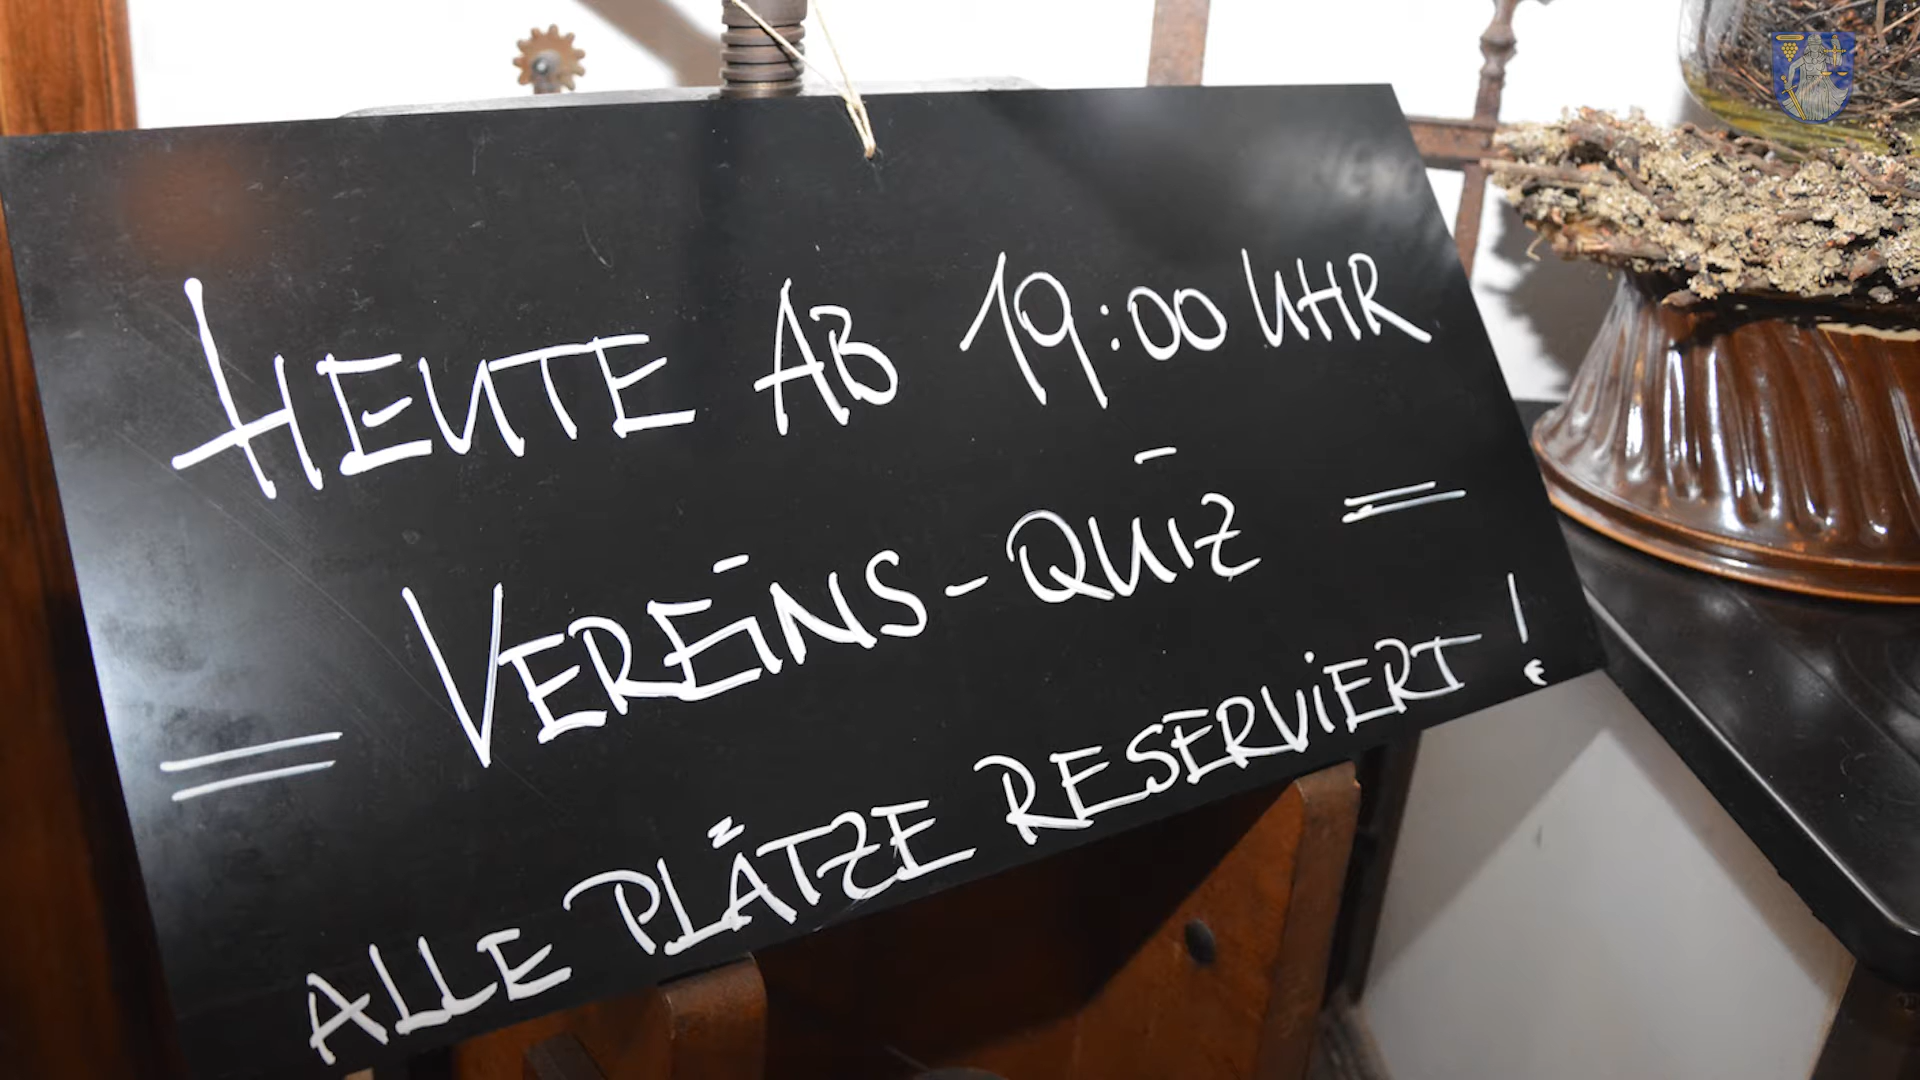 HEUTE AB 19:00 UHR
= VEREINS-QUIZ =
ALLE PLÄTZE RESERVIERT!